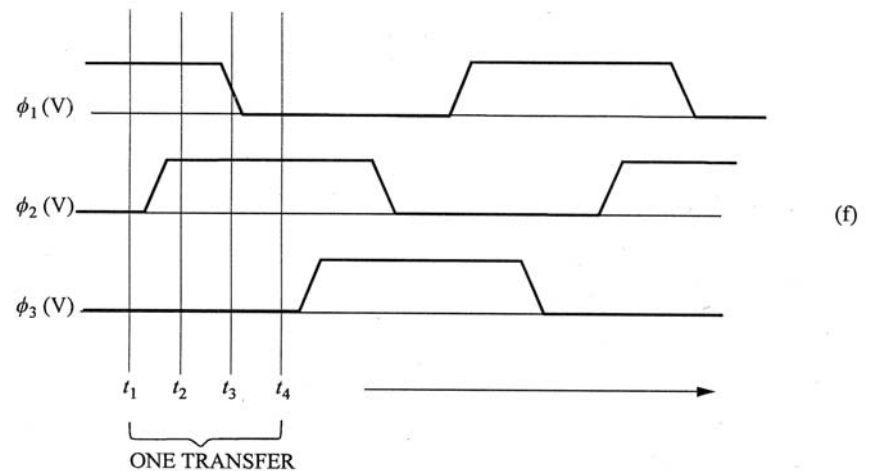 ϕ₁ (V)
ϕ₂ (V)
(f)
ϕ₃ (V)
t₁ t₂ t₃ t₄
ONE TRANSFER